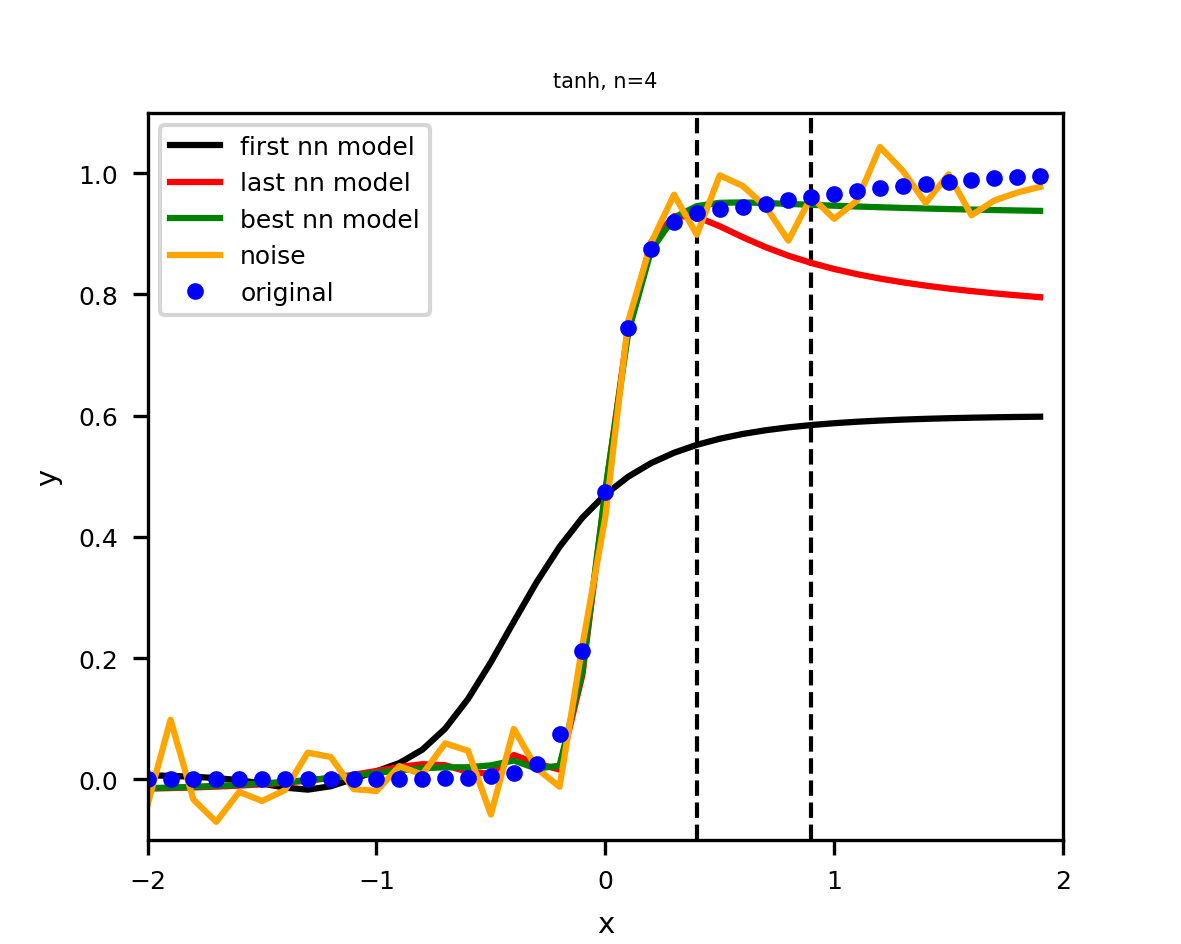 tanh, n=4
first nn model
last nn model
best nn model
noise
original
1.0
0.8
0.6
0.4
0.2
0.0
y
−2
−1
0
1
2
x